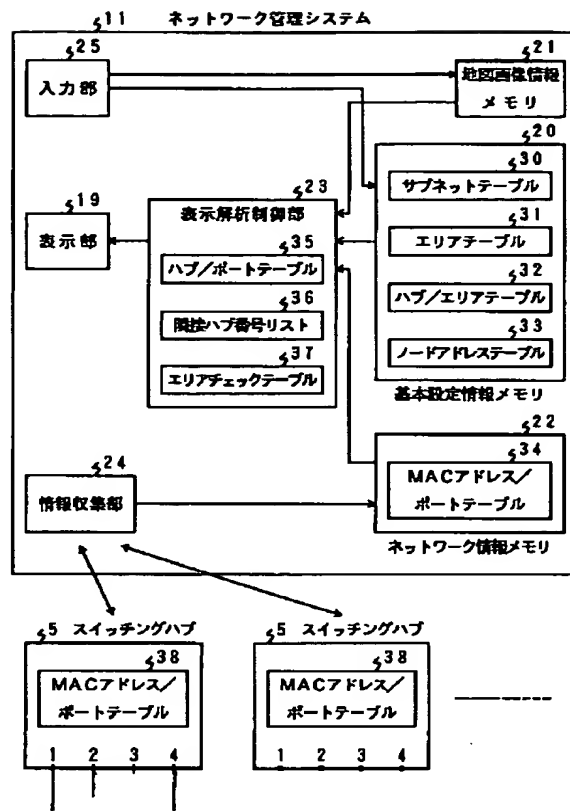 11 ネットワーク管理システム
25
入力部
21
地図画像情報
メモリ
20
30
サブネットテーブル
31
エリアテーブル
32
ハブ/エリアテーブル
33
ノードアドレステーブル
基本設定情報メモリ
19
表示部
23
表示解析制御部
35
ハブ/ポートテーブル
36
隣接ハブ番号リスト
37
エリアチェックテーブル
22
34
MACアドレス/
ポートテーブル
ネットワーク情報メモリ
24
情報収集部
5 スイッチングハブ
38
MACアドレス/
ポートテーブル
1 2 3 4
5 スイッチングハブ
38
MACアドレス/
ポートテーブル
1 2 3 4